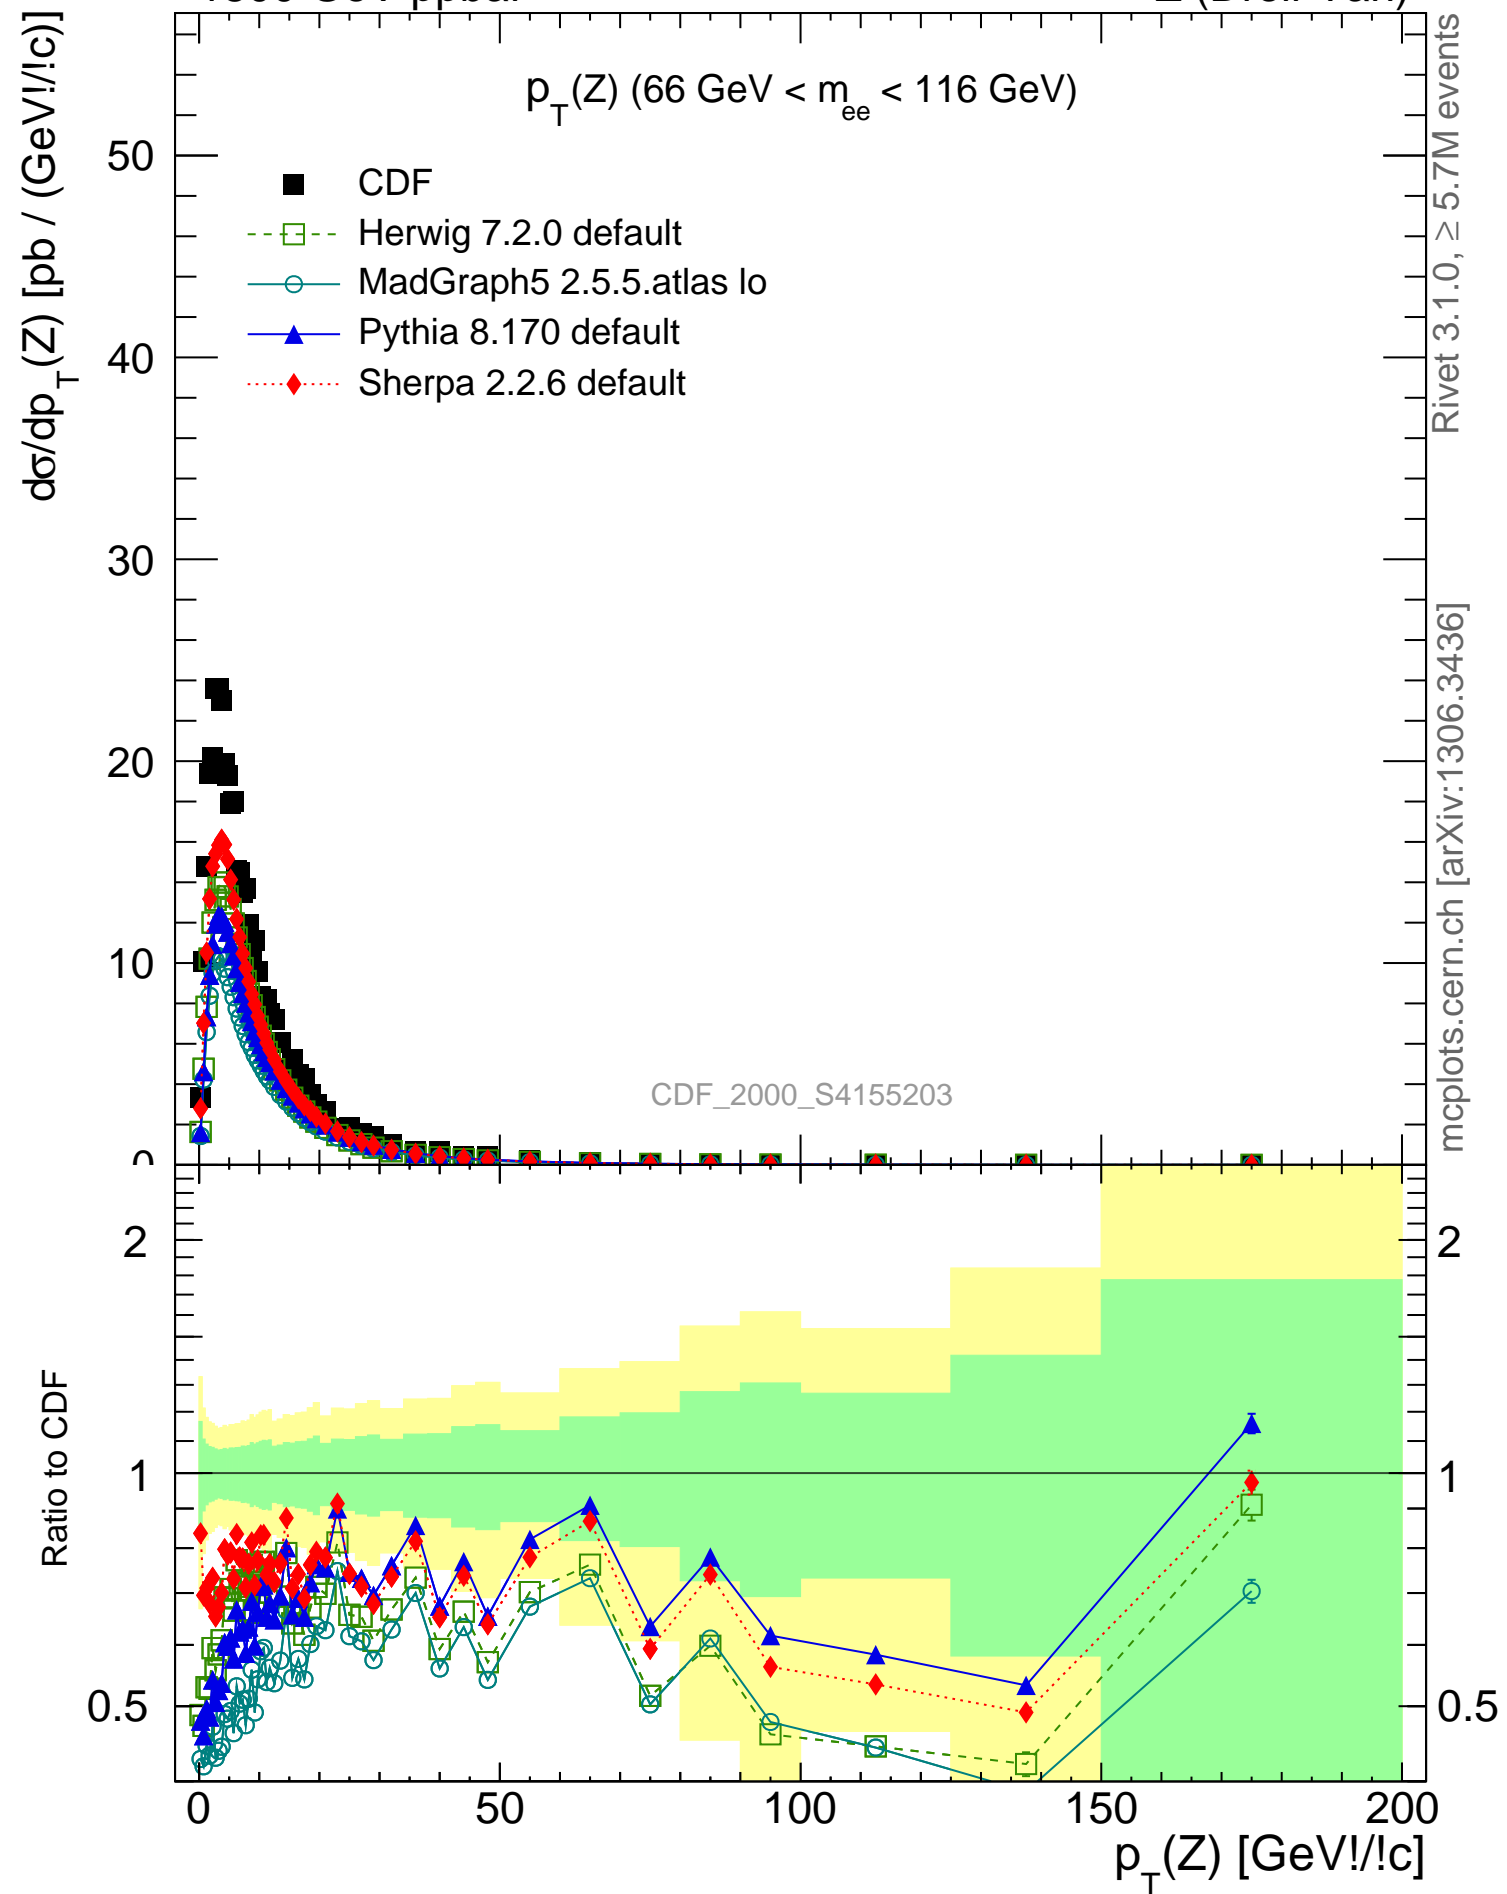 p_T(Z) (66 GeV < m_ee < 116 GeV)
dσ/dp_T(Z) [pb / (GeV!/!c)]
50
40
30
20
10
0
CDF
Herwig 7.2.0 default
MadGraph5 2.5.5.atlas lo
Pythia 8.170 default
Sherpa 2.2.6 default
CDF_2000_S4155203
Rivet 3.1.0, ≥ 5.7M events
mcplots.cern.ch [arXiv:1306.3436]
Ratio to CDF
2
1
0.5
2
1
0.5
0
50
100
150
200
p_T(Z) [GeV!/!c]